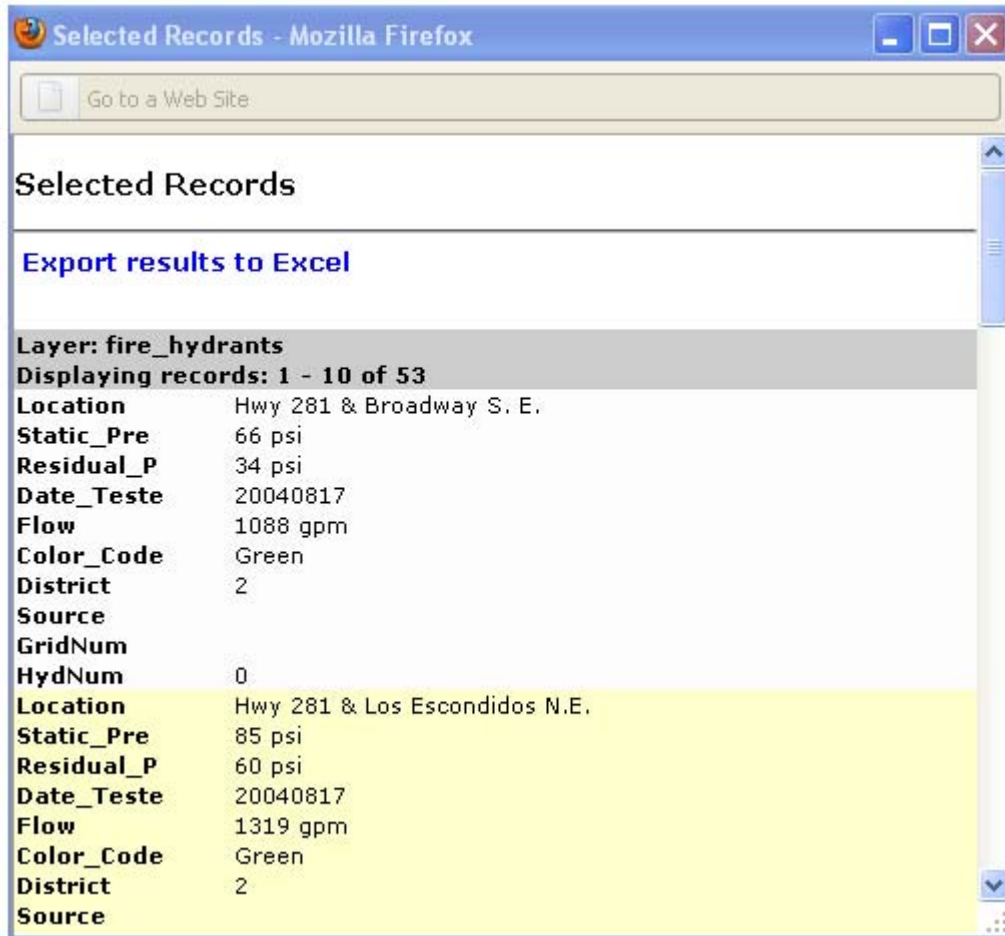 Selected Records - Mozilla Firefox
Go to a Web Site
Selected Records
Export results to Excel
Layer: fire_hydrants
Displaying records: 1 - 10 of 53
Location Hwy 281 & Broadway S. E.
Static_Pre 66 psi
Residual_P 34 psi
Date_Teste 20040817
Flow 1088 gpm
Color_Code Green
District 2
Source
GridNum
HydNum 0
Location Hwy 281 & Los Escondidos N.E.
Static_Pre 85 psi
Residual_P 60 psi
Date_Teste 20040817
Flow 1319 gpm
Color_Code Green
District 2
Source